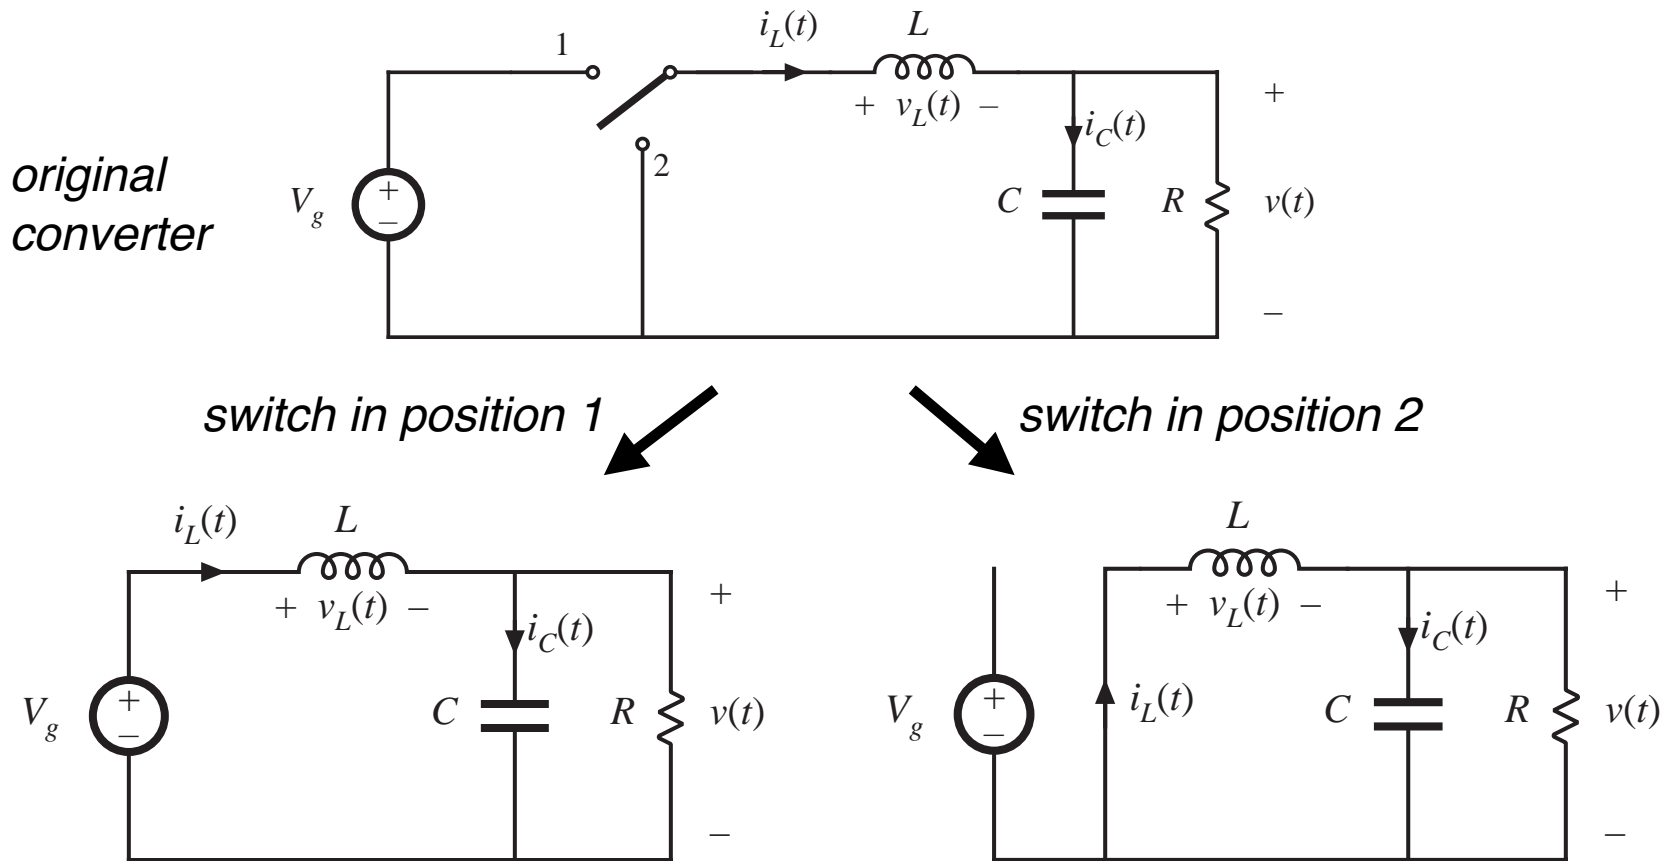 i_L(t) L
1
+ v_L(t) –
+
i_C(t)
2
original
converter
V_g
+
–
C
R
v(t)
–
switch in position 1
switch in position 2
i_L(t) L
+ v_L(t) –
+
i_C(t)
V_g
+
–
C
R
v(t)
–
L
+ v_L(t) –
+
i_C(t)
V_g
+
–
i_L(t)
C
R
v(t)
–